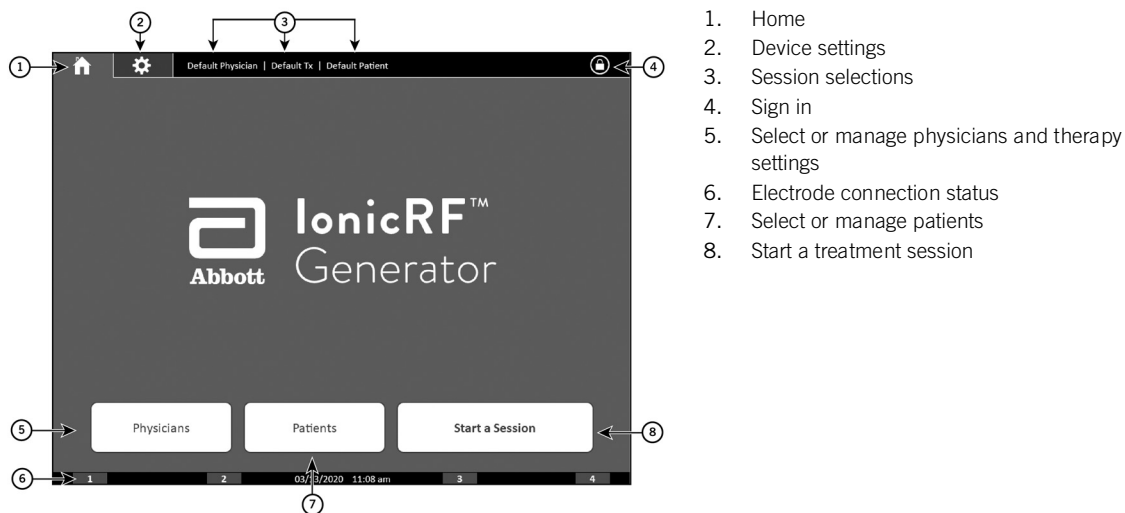 2
3
1
Default Physician | Default Tx | Default Patient
4
Abbott
IonicRF™
Generator
5
Physicians
Patients
Start a Session
8
6
1
2
03/13/2020 11:08 am
3
4
7
1. Home
2. Device settings
3. Session selections
4. Sign in
5. Select or manage physicians and therapy
settings
6. Electrode connection status
7. Select or manage patients
8. Start a treatment session